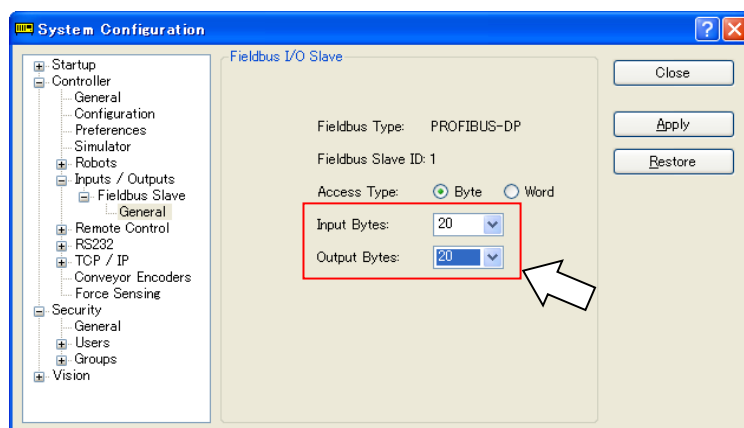 System Configuration
Startup
Controller
General
Configuration
Preferences
Simulator
Robots
Inputs / Outputs
Fieldbus Slave
General
Remote Control
RS232
TCP / IP
Conveyor Encoders
Force Sensing
Security
General
Users
Groups
Vision
Fieldbus I/O Slave
Fieldbus Type: PROFIBUS-DP
Fieldbus Slave ID: 1
Access Type: Byte Word
Input Bytes: 20
Output Bytes: 20
Close
Apply
Restore